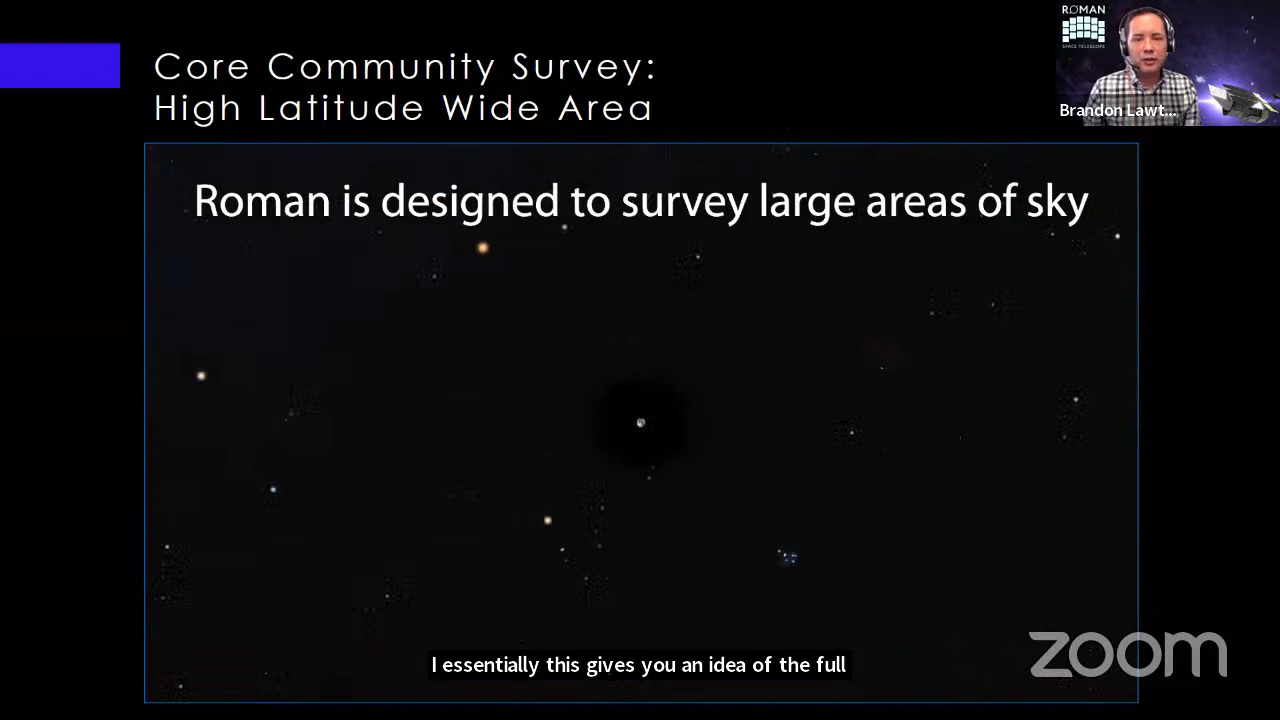 Core Community Survey:
High Latitude Wide Area
ROMAN
SPACE TELESCOPE
Brandon Lawt...
Roman is designed to survey large areas of sky
zoom
I essentially this gives you an idea of the full